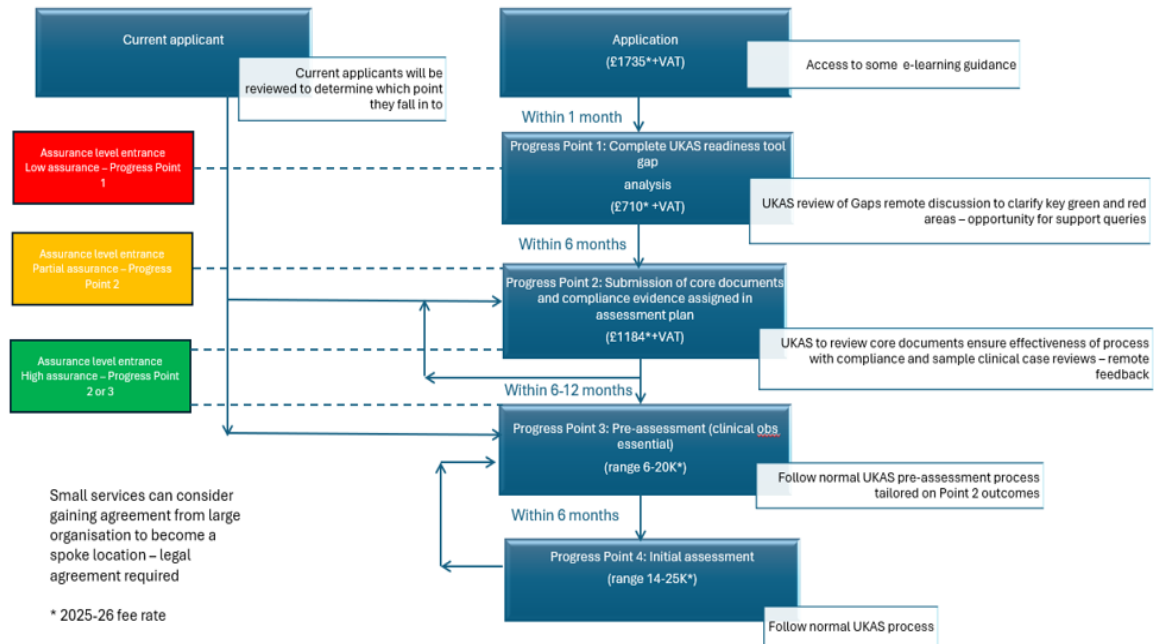 Current applicant
Current applicants will be
reviewed to determine which point
they fall in to
Application
(£1735*+VAT)
Access to some e-learning guidance
Within 1 month
Assurance level entrance
Low assurance – Progress Point
1
Progress Point 1: Complete UKAS readiness tool
gap
analysis
(£710* +VAT)
UKAS review of Gaps remote discussion to clarify key green and red
areas – opportunity for support queries
Within 6 months
Assurance level entrance
Partial assurance – Progress
Point 2
Progress Point 2: Submission of core documents
and compliance evidence assigned in
assessment plan
(£1184*+VAT)
UKAS to review core documents ensure effectiveness of process
with compliance and sample clinical case reviews – remote
feedback
Assurance level entrance
High assurance – Progress Point
2 or 3
Within 6-12 months
Progress Point 3: Pre-assessment (clinical obs
essential)
(range 6-20K*)
Follow normal UKAS pre-assessment process
tailored on Point 2 outcomes
Within 6 months
Small services can consider
gaining agreement from large
organisation to become a
spoke location – legal
agreement required
* 2025-26 fee rate
Progress Point 4: Initial assessment
(range 14-25K*)
Follow normal UKAS process